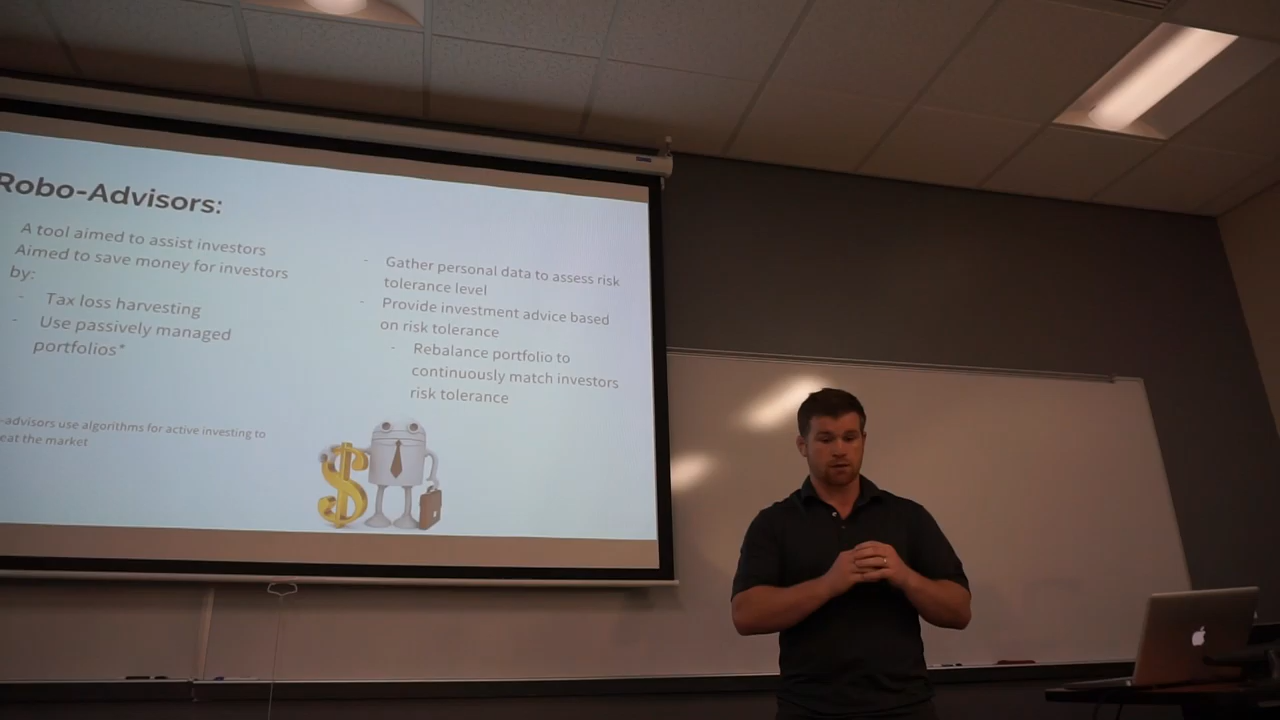 Robo-Advisors:
A tool aimed to assist investors
Aimed to save money for investors
by:
- Tax loss harvesting
- Use passively managed
portfolios*
-advisors use algorithms for active investing to
eat the market
- Gather personal data to assess risk
tolerance level
- Provide investment advice based
on risk tolerance
- Rebalance portfolio to
continuously match investors
risk tolerance